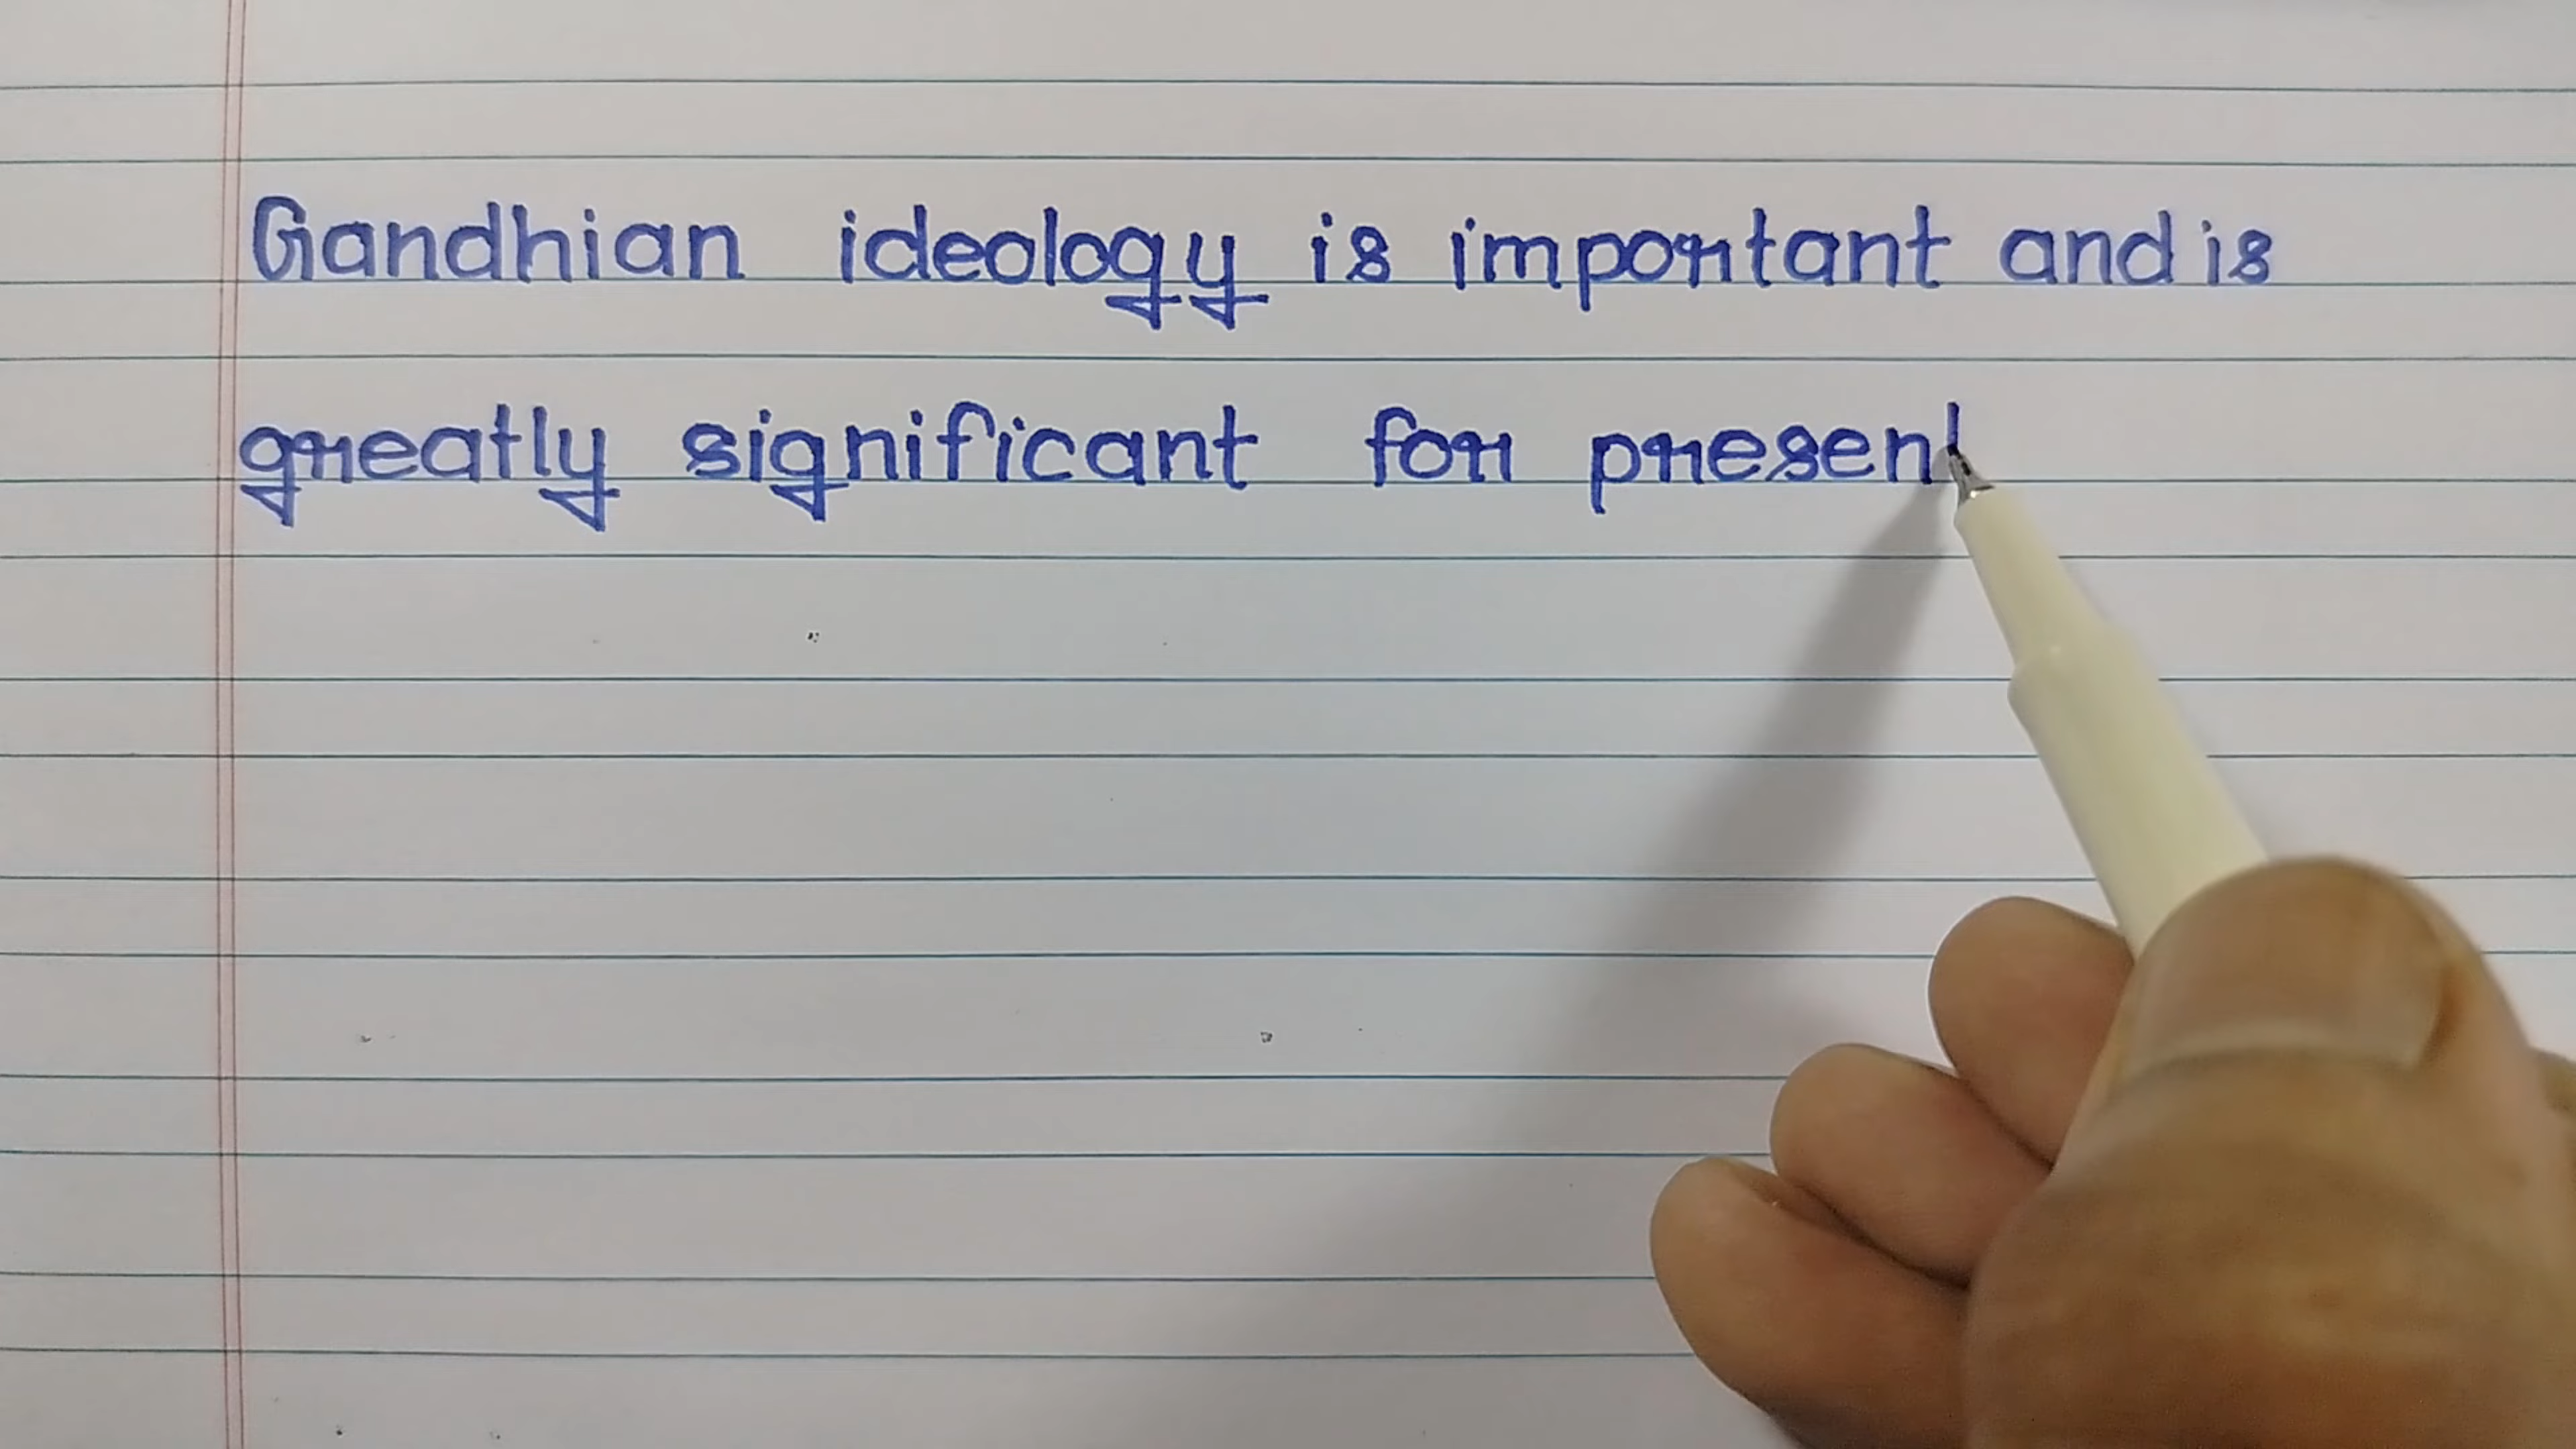 Gandhian ideology is important and is
greatly significant for present